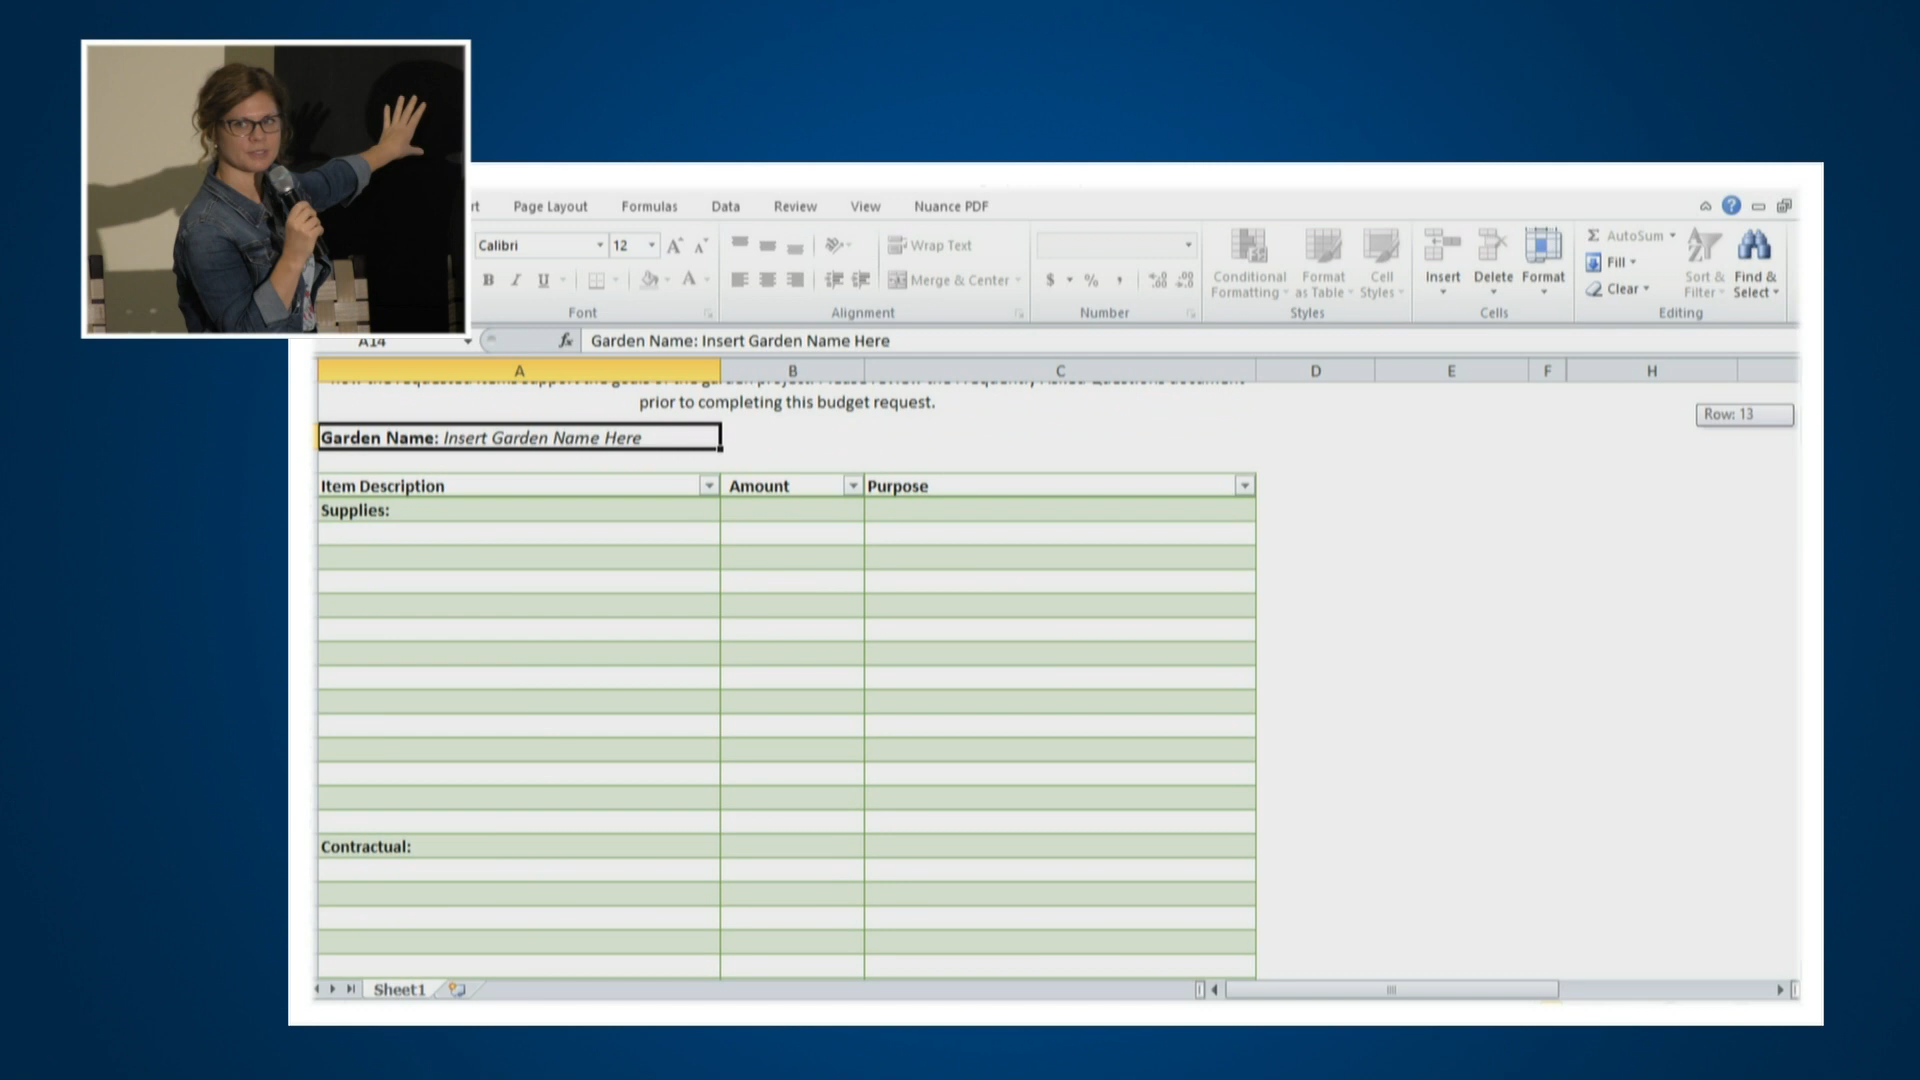 Page Layout Formulas Data Review View Nuance PDF
Calibri 12 Wrap Text
B I U A Merge & Center $ % ,
Conditional Formatting Format as Table Cell Styles
Insert Delete Format
Σ AutoSum
Fill
Clear
Sort & Filter Find & Select
Font Alignment Number Styles Cells Editing
A14 fx Garden Name: Insert Garden Name Here
A B C D E F H
prior to completing this budget request.
Row: 13
Garden Name: Insert Garden Name Here
Item Description Amount Purpose
Supplies:
Contractual:
Sheet1